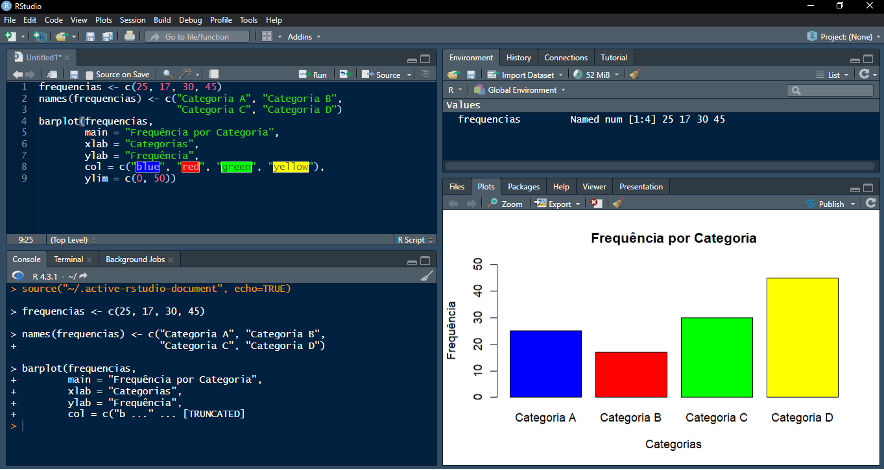 RStudio
File Edit Code View Plots Session Build Debug Profile Tools Help
Go to file/function Addins Project: (None)
Untitled1*
Source on Save Run Source
1 frequencias <- c(25, 17, 30, 45)
2 names(frequencias) <- c("Categoria A", "Categoria B",
3 "Categoria C", "Categoria D")
4 barplot(frequencias,
5 main = "Frequência por Categoria",
6 xlab = "Categorias",
7 ylab = "Frequência",
8 col = c("blue", "red", "green", "yellow"),
9 ylim = c(0, 50))
9:25 (Top Level) R Script
Console Terminal Background Jobs
R 4.3.1 · ~/
> source("~/.active-rstudio-document", echo=TRUE)
> frequencias <- c(25, 17, 30, 45)
> names(frequencias) <- c("Categoria A", "Categoria B",
+ "Categoria C", "Categoria D")
> barplot(frequencias,
+ main = "Frequência por Categoria",
+ xlab = "Categorias",
+ ylab = "Frequência",
+ col = c("b ..." ... [TRUNCATED]
>
Environment History Connections Tutorial
Import Dataset 52 MiB List
R Global Environment
Values
frequencias Named num [1:4] 25 17 30 45
Files Plots Packages Help Viewer Presentation
Zoom Export Publish
Frequência por Categoria
Frequência
50
40
30
20
10
0
Categoria A Categoria B Categoria C Categoria D
Categorias